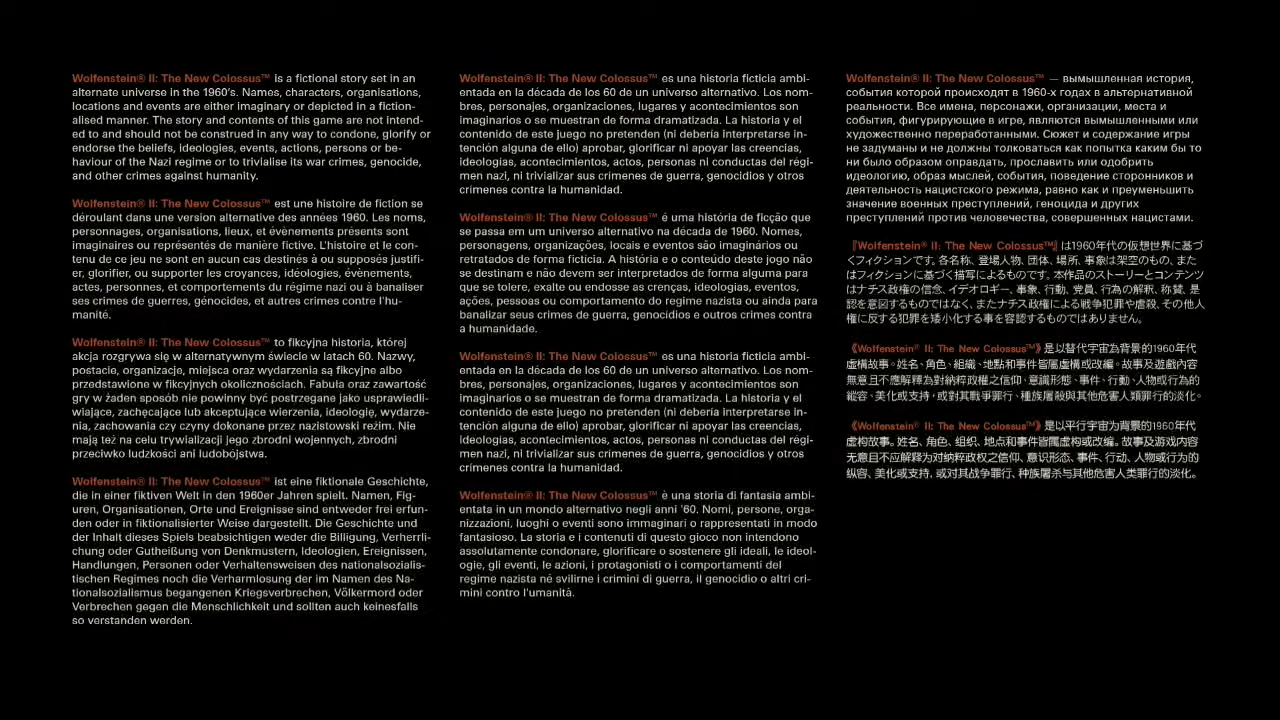 Wolfenstein® II: The New Colossus™ is a fictional story set in an
alternate universe in the 1960's. Names, characters, organisations,
locations and events are either imaginary or depicted in a fiction-
alised manner. The story and contents of this game are not intend-
ed to and should not be construed in any way to condone, glorify or
endorse the beliefs, ideologies, events, actions, persons or be-
haviour of the Nazi regime or to trivialise its war crimes, genocide,
and other crimes against humanity.
Wolfenstein® II: The New Colossus™ est une histoire de fiction se
déroulant dans une version alternative des années 1960. Les noms,
personnages, organisations, lieux, et évènements présents sont
imaginaires ou représentés de manière fictive. L'histoire et le con-
tenu de ce jeu ne sont en aucun cas destinés à ou supposés justifi-
er, glorifier, ou supporter les croyances, idéologies, évènements,
actes, personnes, et comportements du régime nazi ou à banaliser
ses crimes de guerres, génocides, et autres crimes contre l'hu-
manité.
Wolfenstein® II: The New Colossus™ to fikcyjna historia, której
akcja rozgrywa się w alternatywnym świecie w latach 60. Nazwy,
postacie, organizacje, miejsca oraz wydarzenia są fikcyjne albo
przedstawione w fikcyjnych okolicznościach. Fabuła oraz zawartość
gry w żaden sposób nie powinny być postrzegane jako usprawiedli-
wiające, zachęcające lub akceptujące wierzenia, ideologię, wydarze-
nia, zachowania czy czyny dokonane przez nazistowski reżim. Nie
mają też na celu trywializacji jego zbrodni wojennych, zbrodni
przeciwko ludzkości ani ludobójstwa.
Wolfenstein® II: The New Colossus™ ist eine fiktionale Geschichte,
die in einer fiktiven Welt in den 1960er Jahren spielt. Namen, Fig-
uren, Organisationen, Orte und Ereignisse sind entweder frei erfun-
den oder in fiktionalisierter Weise dargestellt. Die Geschichte und
der Inhalt dieses Spiels beabsichtigen weder die Billigung, Verherrli-
chung oder Gutheißung von Denkmustern, Ideologien, Ereignissen,
Handlungen, Personen oder Verhaltensweisen des nationalsozialis-
tischen Regimes noch die Verharmlosung der im Namen des Na-
tionalsozialismus begangenen Kriegsverbrechen, Völkermord oder
Verbrechen gegen die Menschlichkeit und sollten auch keinesfalls
so verstanden werden.
Wolfenstein® II: The New Colossus™ es una historia ficticia ambi-
entada en la década de los 60 de un universo alternativo. Los nom-
bres, personajes, organizaciones, lugares y acontecimientos son
imaginarios o se muestran de forma dramatizada. La historia y el
contenido de este juego no pretenden (ni debería interpretarse in-
tención alguna de ello) aprobar, glorificar ni apoyar las creencias,
ideologías, acontecimientos, actos, personas ni conductas del régi-
men nazi, ni trivializar sus crímenes de guerra, genocidios y otros
crímenes contra la humanidad.
Wolfenstein® II: The New Colossus™ é uma história de ficção que
se passa em um universo alternativo na década de 1960. Nomes,
personagens, organizações, locais e eventos são imaginários ou
retratados de forma fictícia. A história e o conteúdo deste jogo não
se destinam e não devem ser interpretados de forma alguma para
que se tolere, exalte ou endosse as crenças, ideologias, eventos,
ações, pessoas ou comportamento do regime nazista ou ainda para
banalizar seus crimes de guerra, genocídios e outros crimes contra
a humanidade.
Wolfenstein® II: The New Colossus™ es una historia ficticia ambi-
entada en la década de los 60 de un universo alternativo. Los nom-
bres, personajes, organizaciones, lugares y acontecimientos son
imaginarios o se muestran de forma dramatizada. La historia y el
contenido de este juego no pretenden (ni debería interpretarse in-
tención alguna de ello) aprobar, glorificar ni apoyar las creencias,
ideologías, acontecimientos, actos, personas ni conductas del régi-
men nazi, ni trivializar sus crímenes de guerra, genocidios y otros
crímenes contra la humanidad.
Wolfenstein® II: The New Colossus™ è una storia di fantasia ambi-
entata in un mondo alternativo negli anni '60. Nomi, persone, orga-
nizzazioni, luoghi o eventi sono immaginari o rappresentati in modo
fantasioso. La storia e i contenuti di questo gioco non intendono
assolutamente condonare, glorificare o sostenere gli ideali, le ideol-
ogie, gli eventi, le azioni, i protagonisti o i comportamenti del
regime nazista né svilirne i crimini di guerra, il genocidio o altri cri-
mini contro l'umanità.
Wolfenstein® II: The New Colossus™ — вымышленная история,
события которой происходят в 1960-х годах в альтернативной
реальности. Все имена, персонажи, организации, места и
события, фигурирующие в игре, являются вымышленными или
художественно переработанными. Сюжет и содержание игры
не задуманы и не должны толковаться как попытка каким бы то
ни было образом оправдать, прославить или одобрить
идеологию, образ мыслей, события, поведение сторонников и
деятельность нацистского режима, равно как и преуменьшить
значение военных преступлений, геноцида и других
преступлений против человечества, совершенных нацистами.
『Wolfenstein® II: The New Colossus™』は1960年代の仮想世界に基づ
くフィクションです。各名称、登場人物、団体、場所、事象は架空のもの、また
はフィクションに基づく描写によるものです。本作品のストーリーとコンテンツ
はナチス政権の信念、イデオロギー、事象、行動、党員、行為の解釈、称賛、是
認を意図するものではなく、またナチス政権による戦争犯罪や虐殺、その他人
権に反する犯罪を矮小化する事を容認するものではありません。
《Wolfenstein® II: The New Colossus™》是以替代宇宙為背景的1960年代
虛構故事。姓名、角色、組織、地點和事件皆屬虛構或改編。故事及遊戲內容
無意且不應解釋為對納粹政權之信仰、意識形態、事件、行動、人物或行為的
縱容、美化或支持，或對其戰爭罪行、種族屠殺與其他危害人類罪行的淡化。
《Wolfenstein® II: The New Colossus™》是以平行宇宙为背景的1960年代
虚构故事。姓名、角色、组织、地点和事件皆属虚构或改编。故事及游戏内容
无意且不应解释为对纳粹政权之信仰、意识形态、事件、行动、人物或行为的
纵容、美化或支持，或对其战争罪行、种族屠杀与其他危害人类罪行的淡化。